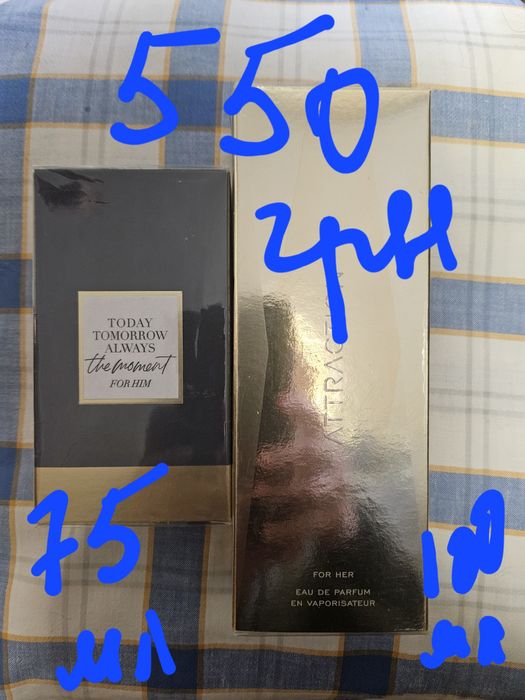 550
грн
TODAY
TOMORROW
ALWAYS
the moment
FOR HIM
ATTRACTION
FOR HER
EAU DE PARFUM
EN VAPORISATEUR
75
мл
100
мл